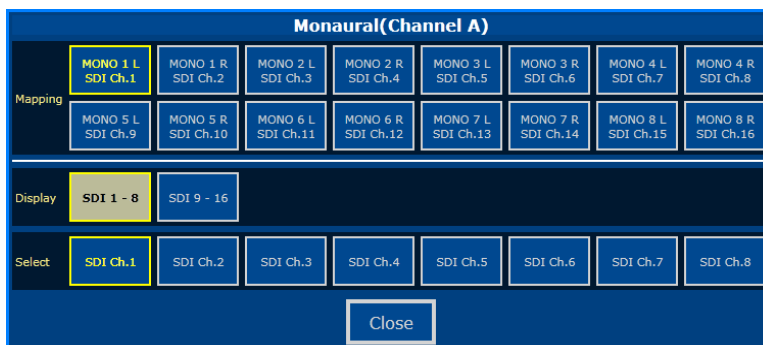 Monaural(Channel A)
Mapping
MONO 1 L
SDI Ch.1
MONO 1 R
SDI Ch.2
MONO 2 L
SDI Ch.3
MONO 2 R
SDI Ch.4
MONO 3 L
SDI Ch.5
MONO 3 R
SDI Ch.6
MONO 4 L
SDI Ch.7
MONO 4 R
SDI Ch.8
MONO 5 L
SDI Ch.9
MONO 5 R
SDI Ch.10
MONO 6 L
SDI Ch.11
MONO 6 R
SDI Ch.12
MONO 7 L
SDI Ch.13
MONO 7 R
SDI Ch.14
MONO 8 L
SDI Ch.15
MONO 8 R
SDI Ch.16
Display
SDI 1 - 8
SDI 9 - 16
Select
SDI Ch.1
SDI Ch.2
SDI Ch.3
SDI Ch.4
SDI Ch.5
SDI Ch.6
SDI Ch.7
SDI Ch.8
Close